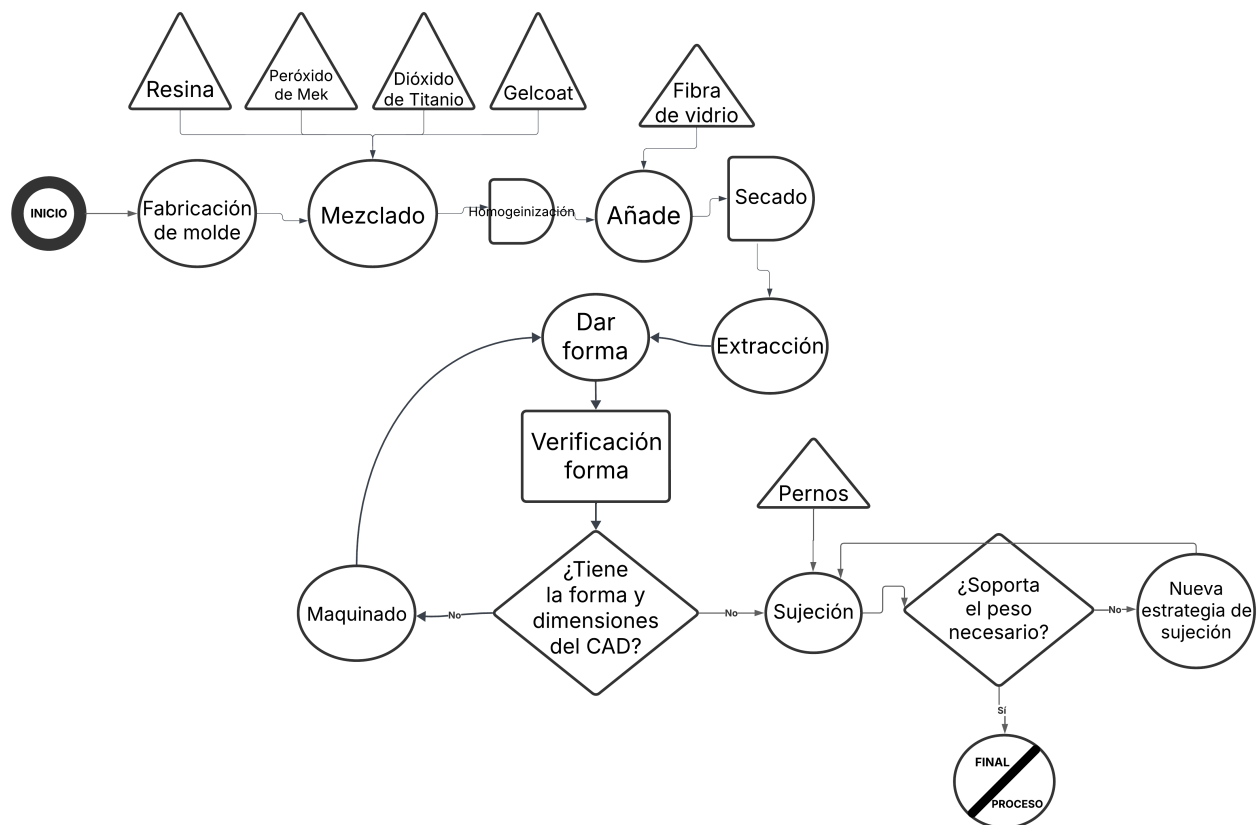 Resina
Peróxido
de Mek
Dióxido
de Titanio
Gelcoat
Fibra
de vidrio
INICIO
Fabricación
de molde
Mezclado
Homogeinización
Añade
Secado
Dar
forma
Extracción
Verificación
forma
Pernos
¿Tiene
la forma y
dimensiones
del CAD?
No
Maquinado
No
Sujeción
¿Soporta
el peso
necesario?
No
Nueva
estrategia de
sujeción
Sí
FINAL
PROCESO